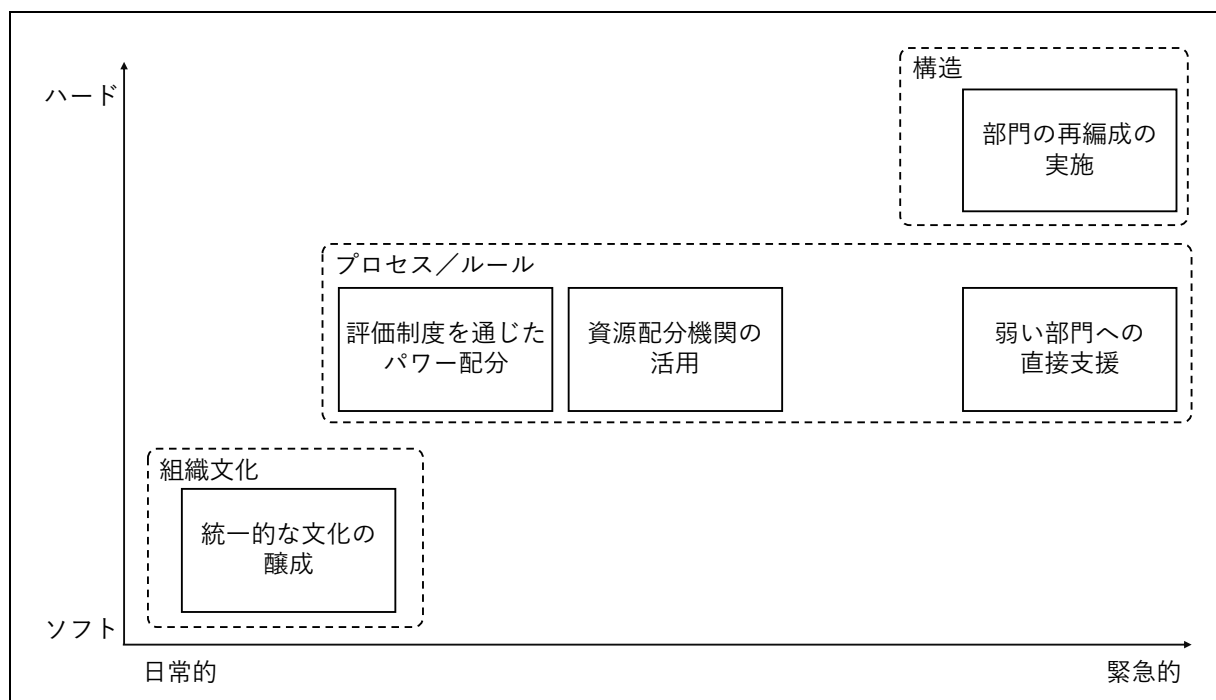 構造
ハード
部門の再編成の
実施
プロセス／ルール
評価制度を通じた
パワー配分
資源配分機関の
活用
弱い部門への
直接支援
組織文化
統一的な文化の
醸成
ソフト
日常的
緊急的